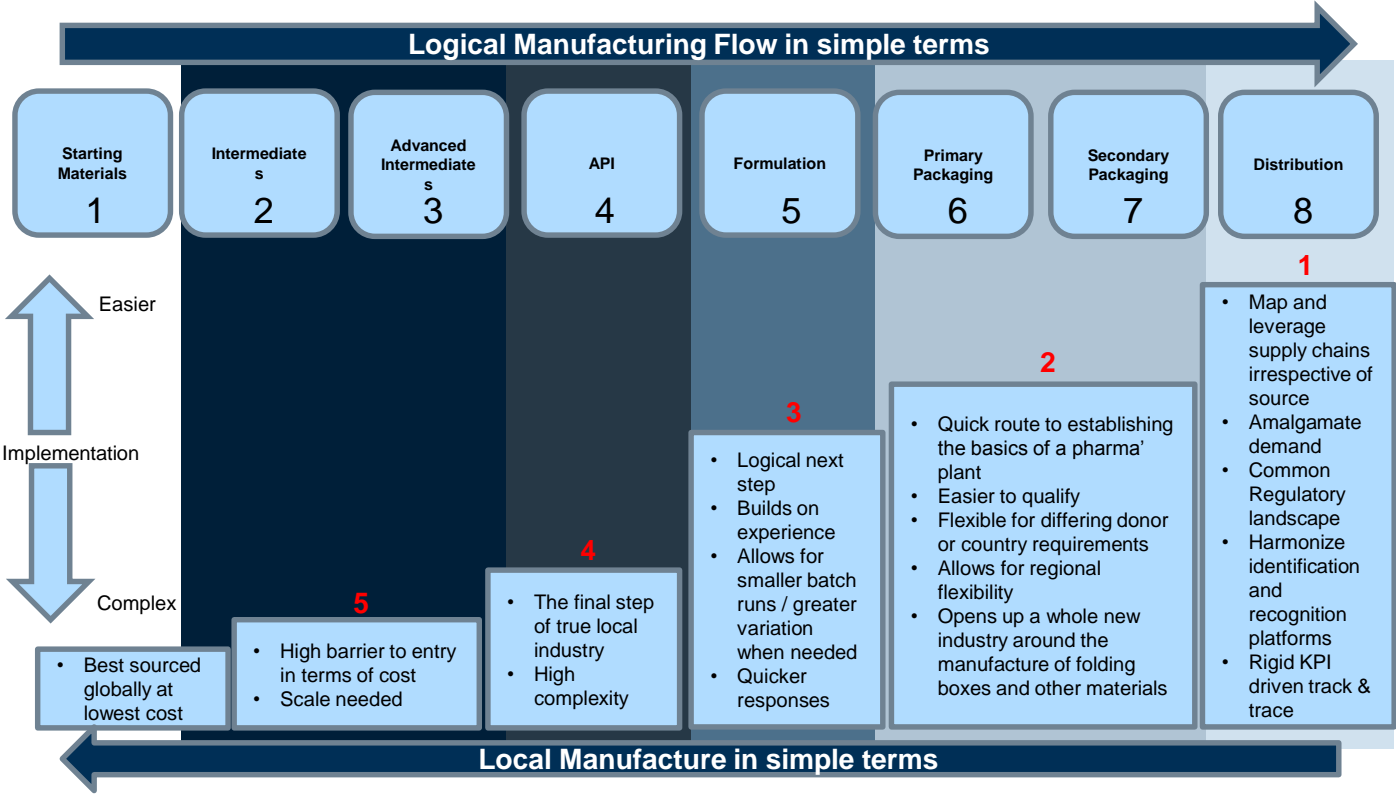 Logical Manufacturing Flow in simple terms
Starting
Materials
1
Intermediate
s
2
Advanced
Intermediate
s
3
API
4
Formulation
5
Primary
Packaging
6
Secondary
Packaging
7
Distribution
8
Easier
Implementation
Complex
• Best sourced
globally at
lowest cost
5
• High barrier to entry
in terms of cost
• Scale needed
4
• The final step
of true local
industry
• High
complexity
3
• Logical next
step
• Builds on
experience
• Allows for
smaller batch
runs / greater
variation
when needed
• Quicker
responses
2
• Quick route to establishing
the basics of a pharma’
plant
• Easier to qualify
• Flexible for differing donor
or country requirements
• Allows for regional
flexibility
• Opens up a whole new
industry around the
manufacture of folding
boxes and other materials
1
• Map and
leverage
supply chains
irrespective of
source
• Amalgamate
demand
• Common
Regulatory
landscape
• Harmonize
identification
and
recognition
platforms
• Rigid KPI
driven track &
trace
Local Manufacture in simple terms